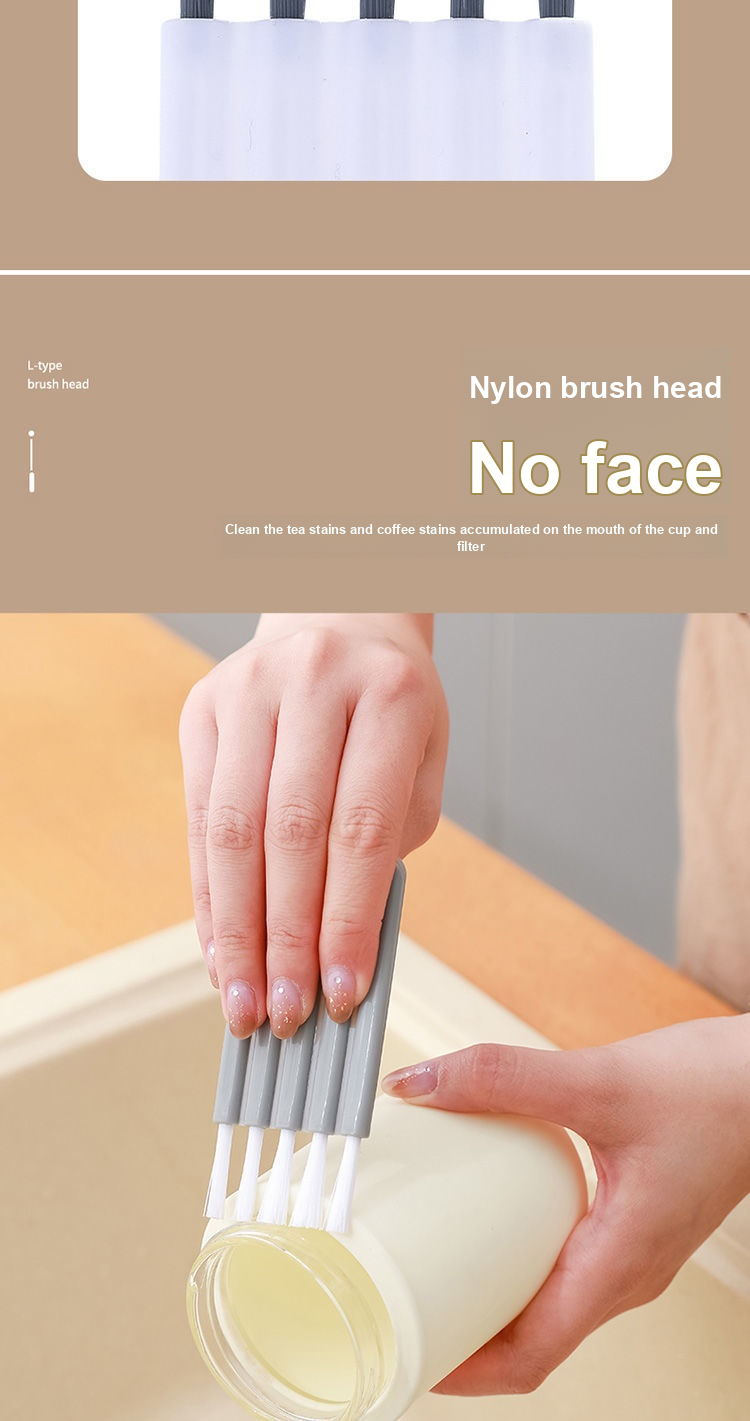 L-type
brush head
Nylon brush head
No face
Clean the tea stains and coffee stains accumulated on the mouth of the cup and
filter